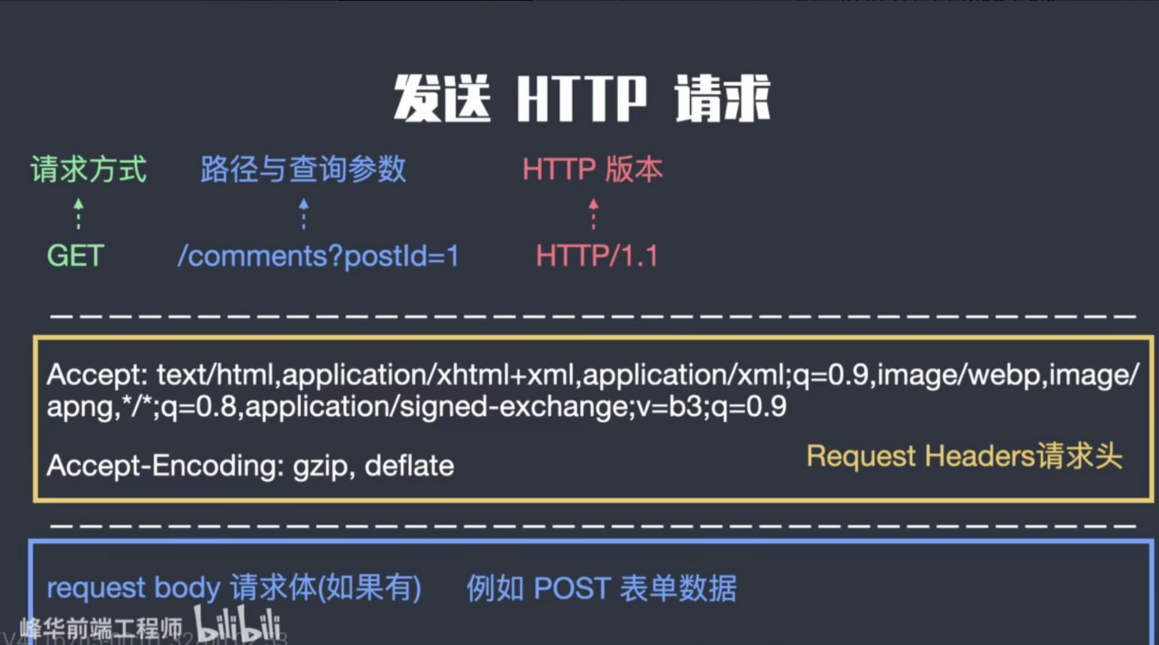 发送 HTTP 请求
请求方式 路径与查询参数 HTTP 版本
GET /comments?postId=1 HTTP/1.1
Accept: text/html,application/xhtml+xml,application/xml;q=0.9,image/webp,image/
apng,*/*;q=0.8,application/signed-exchange;v=b3;q=0.9
Accept-Encoding: gzip, deflate
Request Headers请求头
request body 请求体(如果有) 例如 POST 表单数据
峰华前端工程师 bilibili